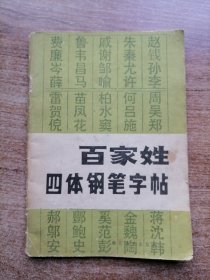 赵钱孙李周吴郑
朱秦尤许何吕施
戚谢邹喻柏水窦
鲁韦昌马苗凤花
费廉岑薛雷贺倪
百家姓
四体钢笔字帖
蒋沈韩
金魏陶
奚范彭
酆鲍史
郝邬安